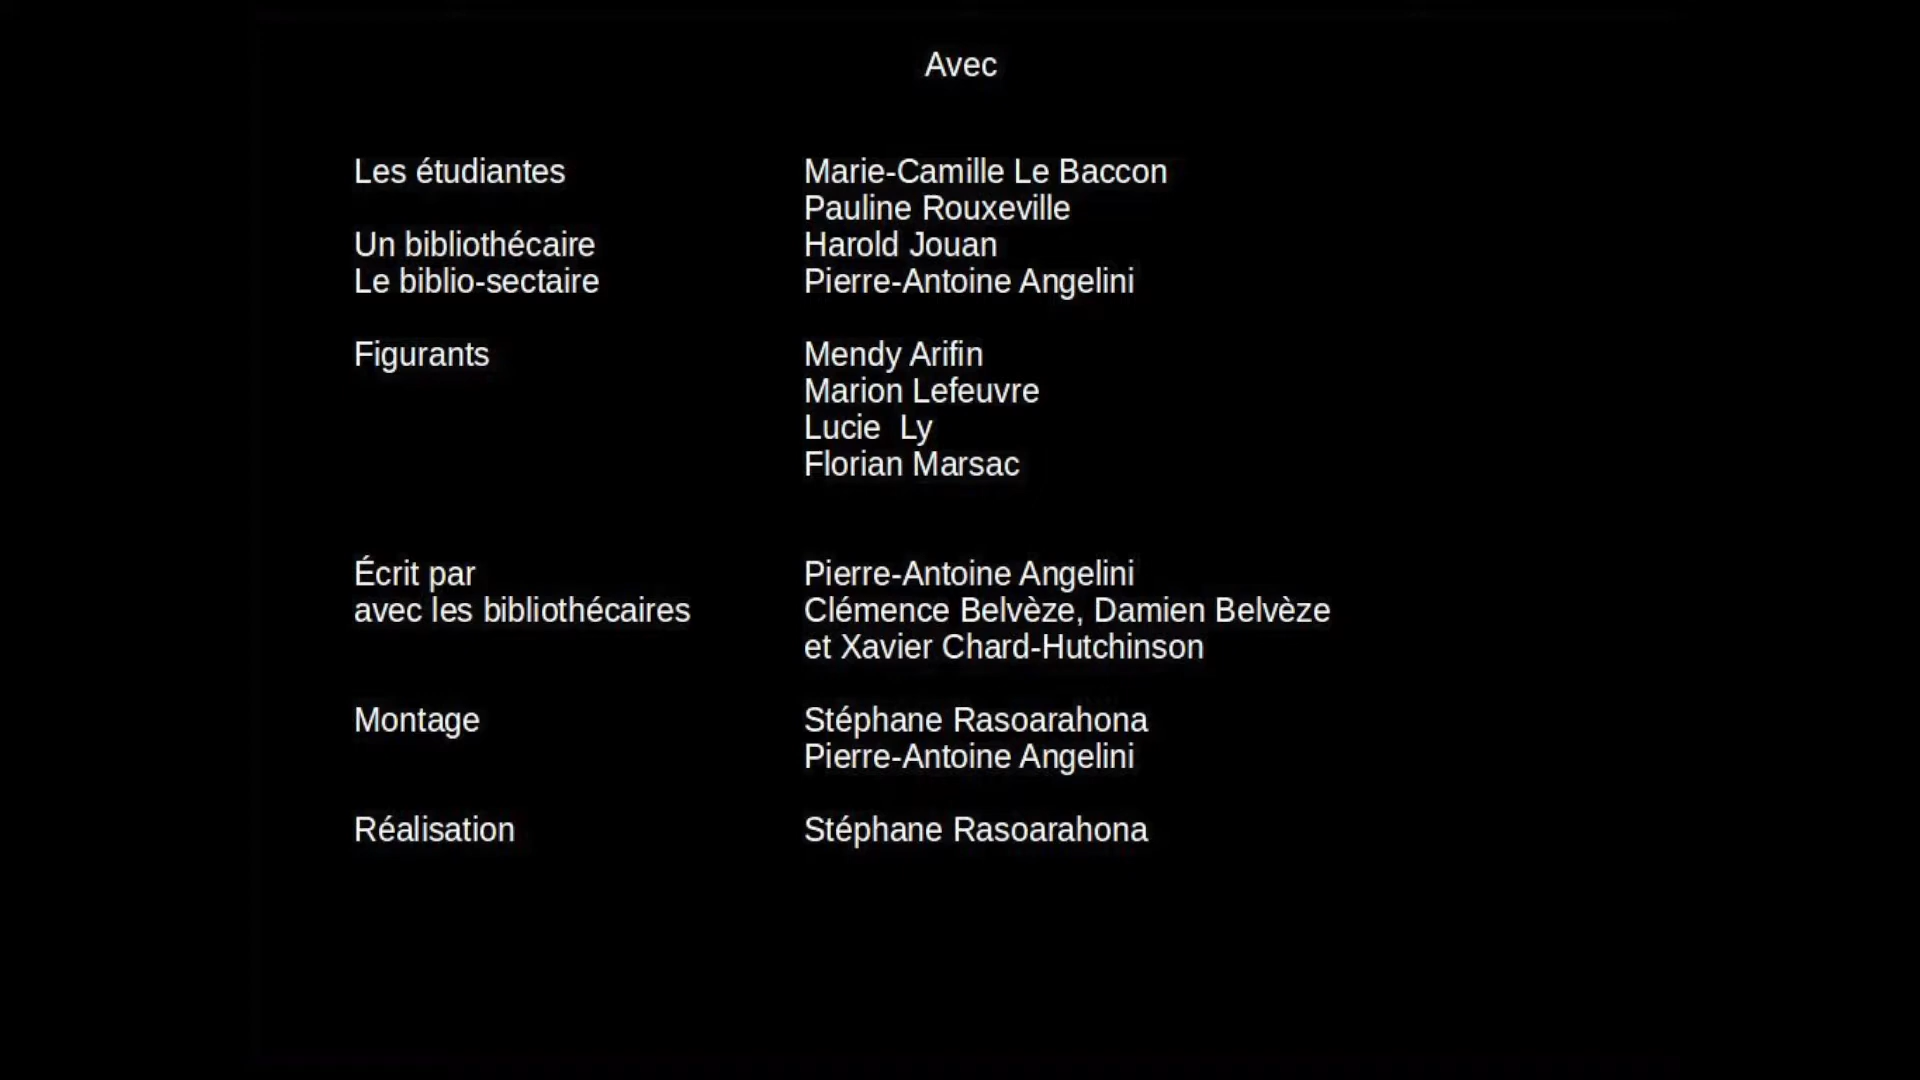 Avec
Les étudiantes Marie-Camille Le Baccon
Pauline Rouxeville
Un bibliothécaire Harold Jouan
Le biblio-sectaire Pierre-Antoine Angelini
Figurants Mendy Arifin
Marion Lefeuvre
Lucie  Ly
Florian Marsac
Écrit par Pierre-Antoine Angelini
avec les bibliothécaires Clémence Belvèze, Damien Belvèze
et Xavier Chard-Hutchinson
Montage Stéphane Rasoarahona
Pierre-Antoine Angelini
Réalisation Stéphane Rasoarahona